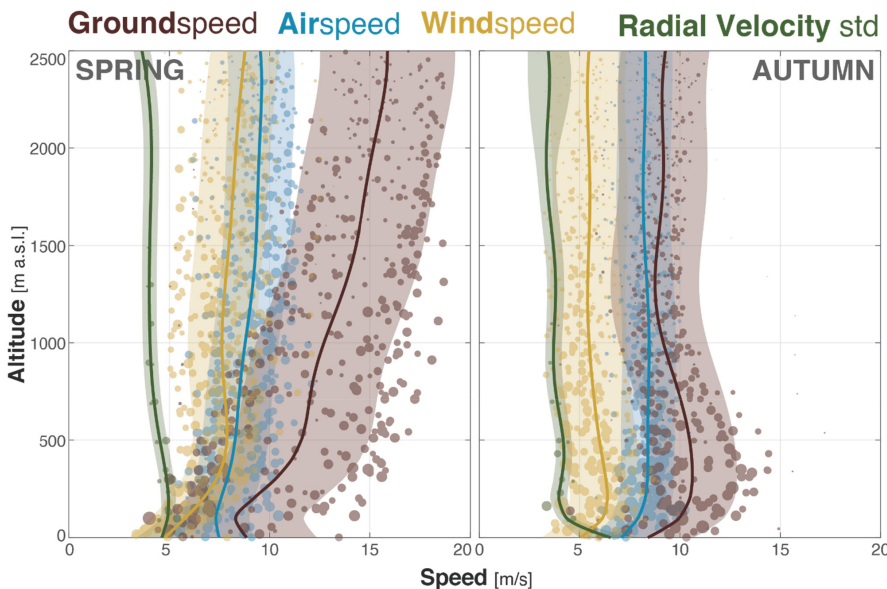 Groundspeed Airspeed Windspeed Radial Velocity std
SPRING
AUTUMN
2500
2000
1500
1000
500
0
Altitude [m a.s.l.]
0 5 10 15 20
5 10 15 20
Speed [m/s]